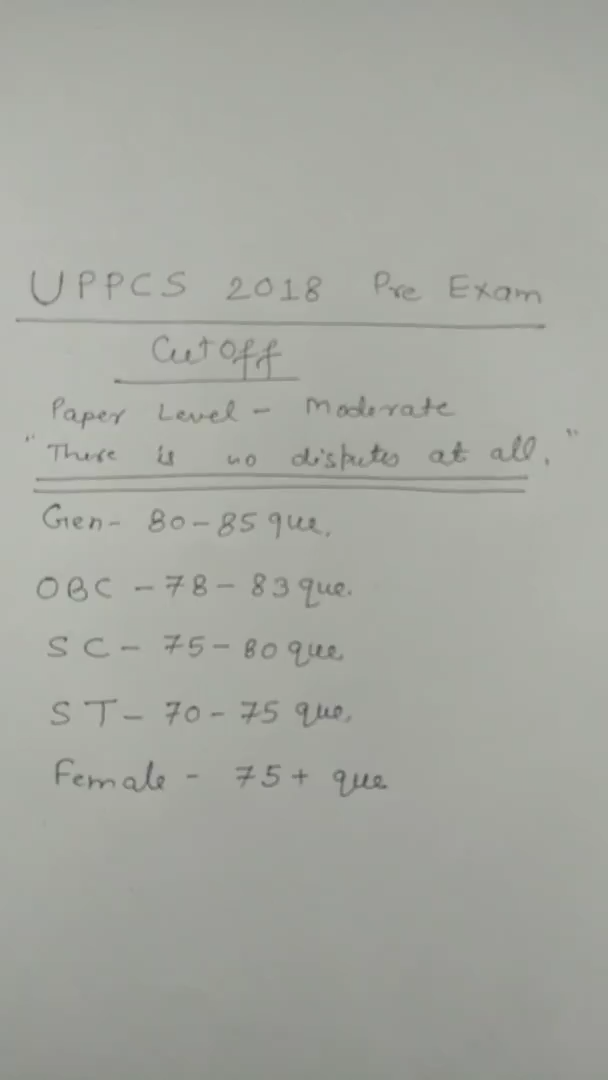 UPPCS 2018 Pre Exam
Cutoff
Paper Level - Moderate
"There is no disputes at all."
Gen- 80-85 que.
OBC - 78 - 83 que.
SC - 75 - 80 que
ST - 70 - 75 que.
Female - 75+ que